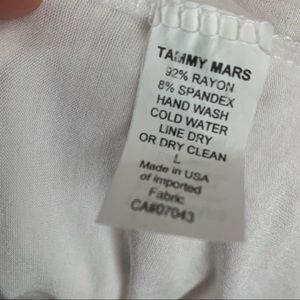 TAMMY MARS
92% RAYON
8% SPANDEX
HAND WASH
COLD WATER
LINE DRY
OR DRY CLEAN
L
Made in USA
of imported
Fabric
CA#07043